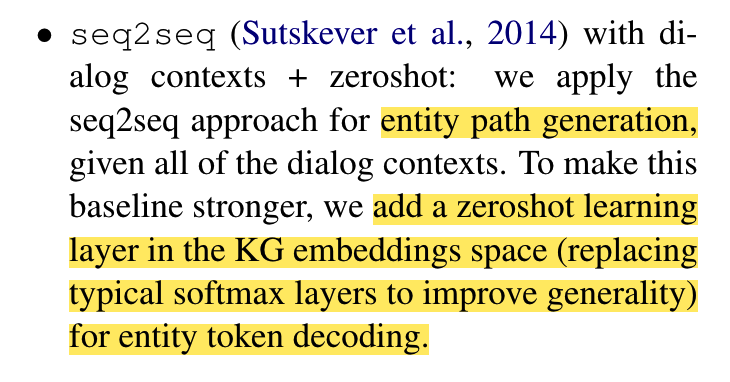 • seq2seq (Sutskever et al., 2014) with di-
alog contexts + zeroshot: we apply the
seq2seq approach for entity path generation,
given all of the dialog contexts. To make this
baseline stronger, we add a zeroshot learning
layer in the KG embeddings space (replacing
typical softmax layers to improve generality)
for entity token decoding.